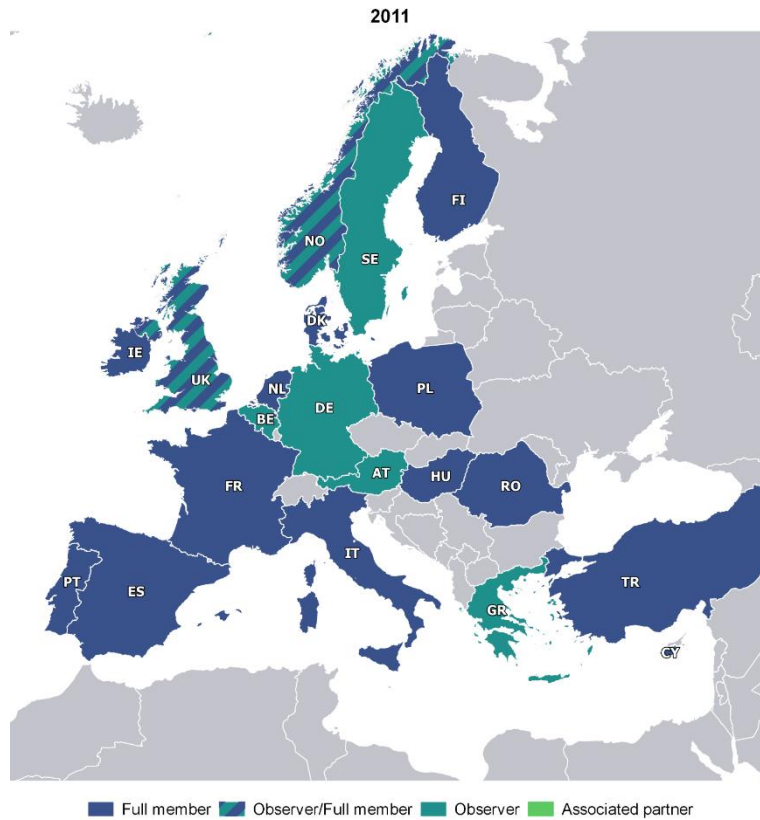 2011
FI
NO
SE
DK
IE
UK
NL
PL
BE
DE
AT
HU
RO
FR
IT
PT
ES
TR
GR
CY
Full member Observer/Full member Observer Associated partner